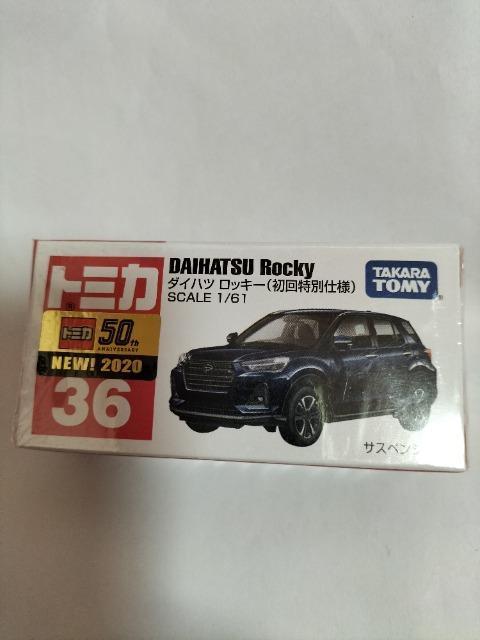 トミカ
DAIHATSU Rocky
ダイハツ ロッキー(初回特別仕様)
SCALE 1/61
TAKARA
TOMY
トミカ 50th
ANNIVERSARY
NEW! 2020
36
サスペンシ